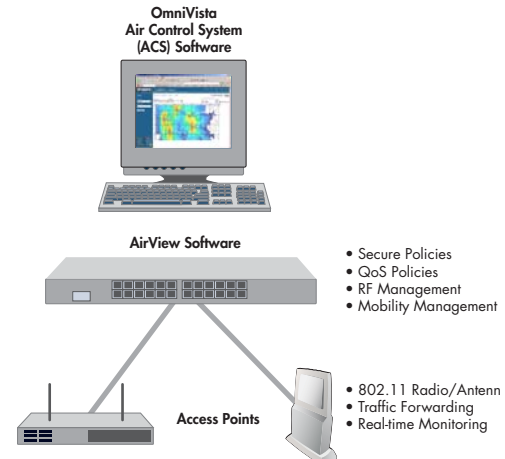 OmniVista
Air Control System
(ACS) Software
AirView Software
• Secure Policies
• QoS Policies
• RF Management
• Mobility Management
Access Points
• 802.11 Radio/Antenn
• Traffic Forwarding
• Real-time Monitoring